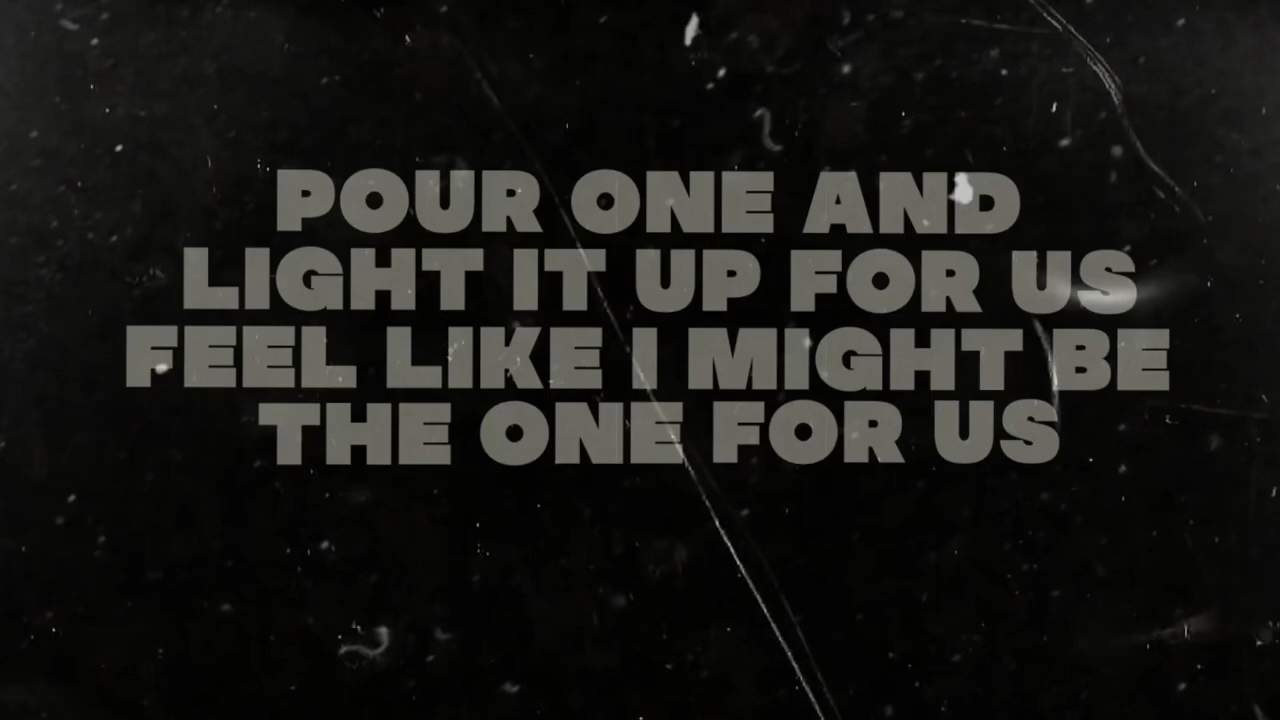 POUR ONE AND
LIGHT IT UP FOR US
FEEL LIKE I MIGHT BE
THE ONE FOR US